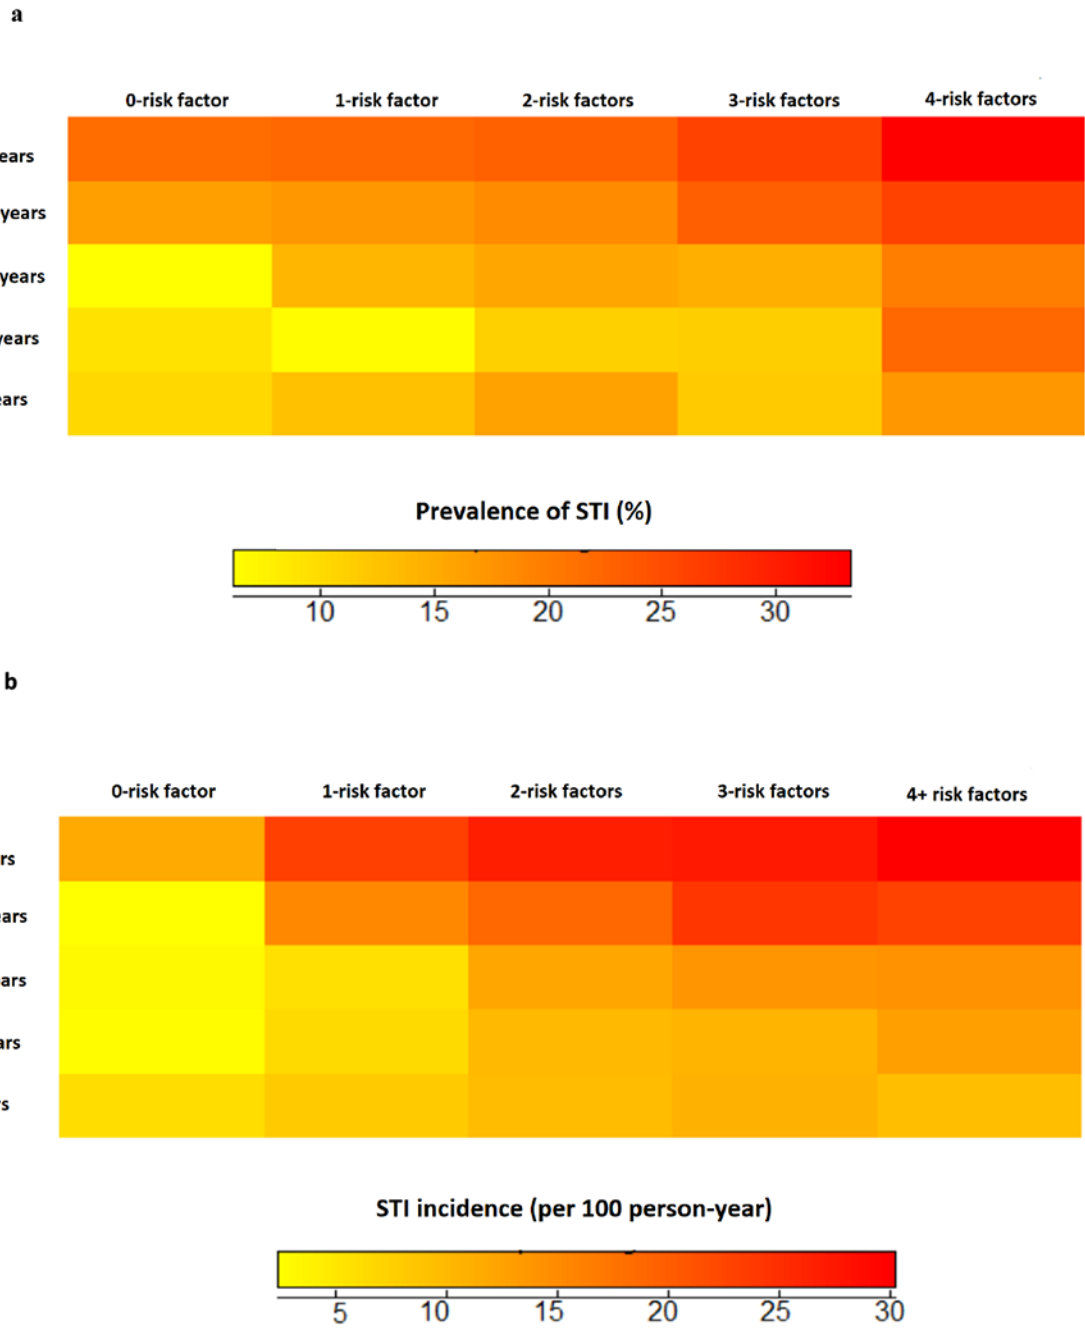 a
0-risk factor 1-risk factor 2-risk factors 3-risk factors 4-risk factors
ears
years
years
years
ears
Prevalence of STI (%)
10 15 20 25 30
b
0-risk factor 1-risk factor 2-risk factors 3-risk factors 4+ risk factors
rs
ears
ars
ars
s
STI incidence (per 100 person-year)
5 10 15 20 25 30